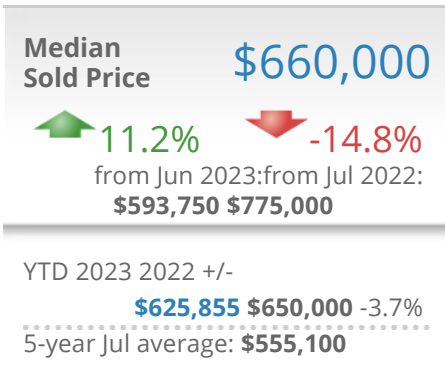 Median
Sold Price
$660,000
11.2%
-14.8%
from Jun 2023:from Jul 2022:
$593,750 $775,000
YTD 2023 2022 +/-
$625,855 $650,000 -3.7%
5-year Jul average: $555,100